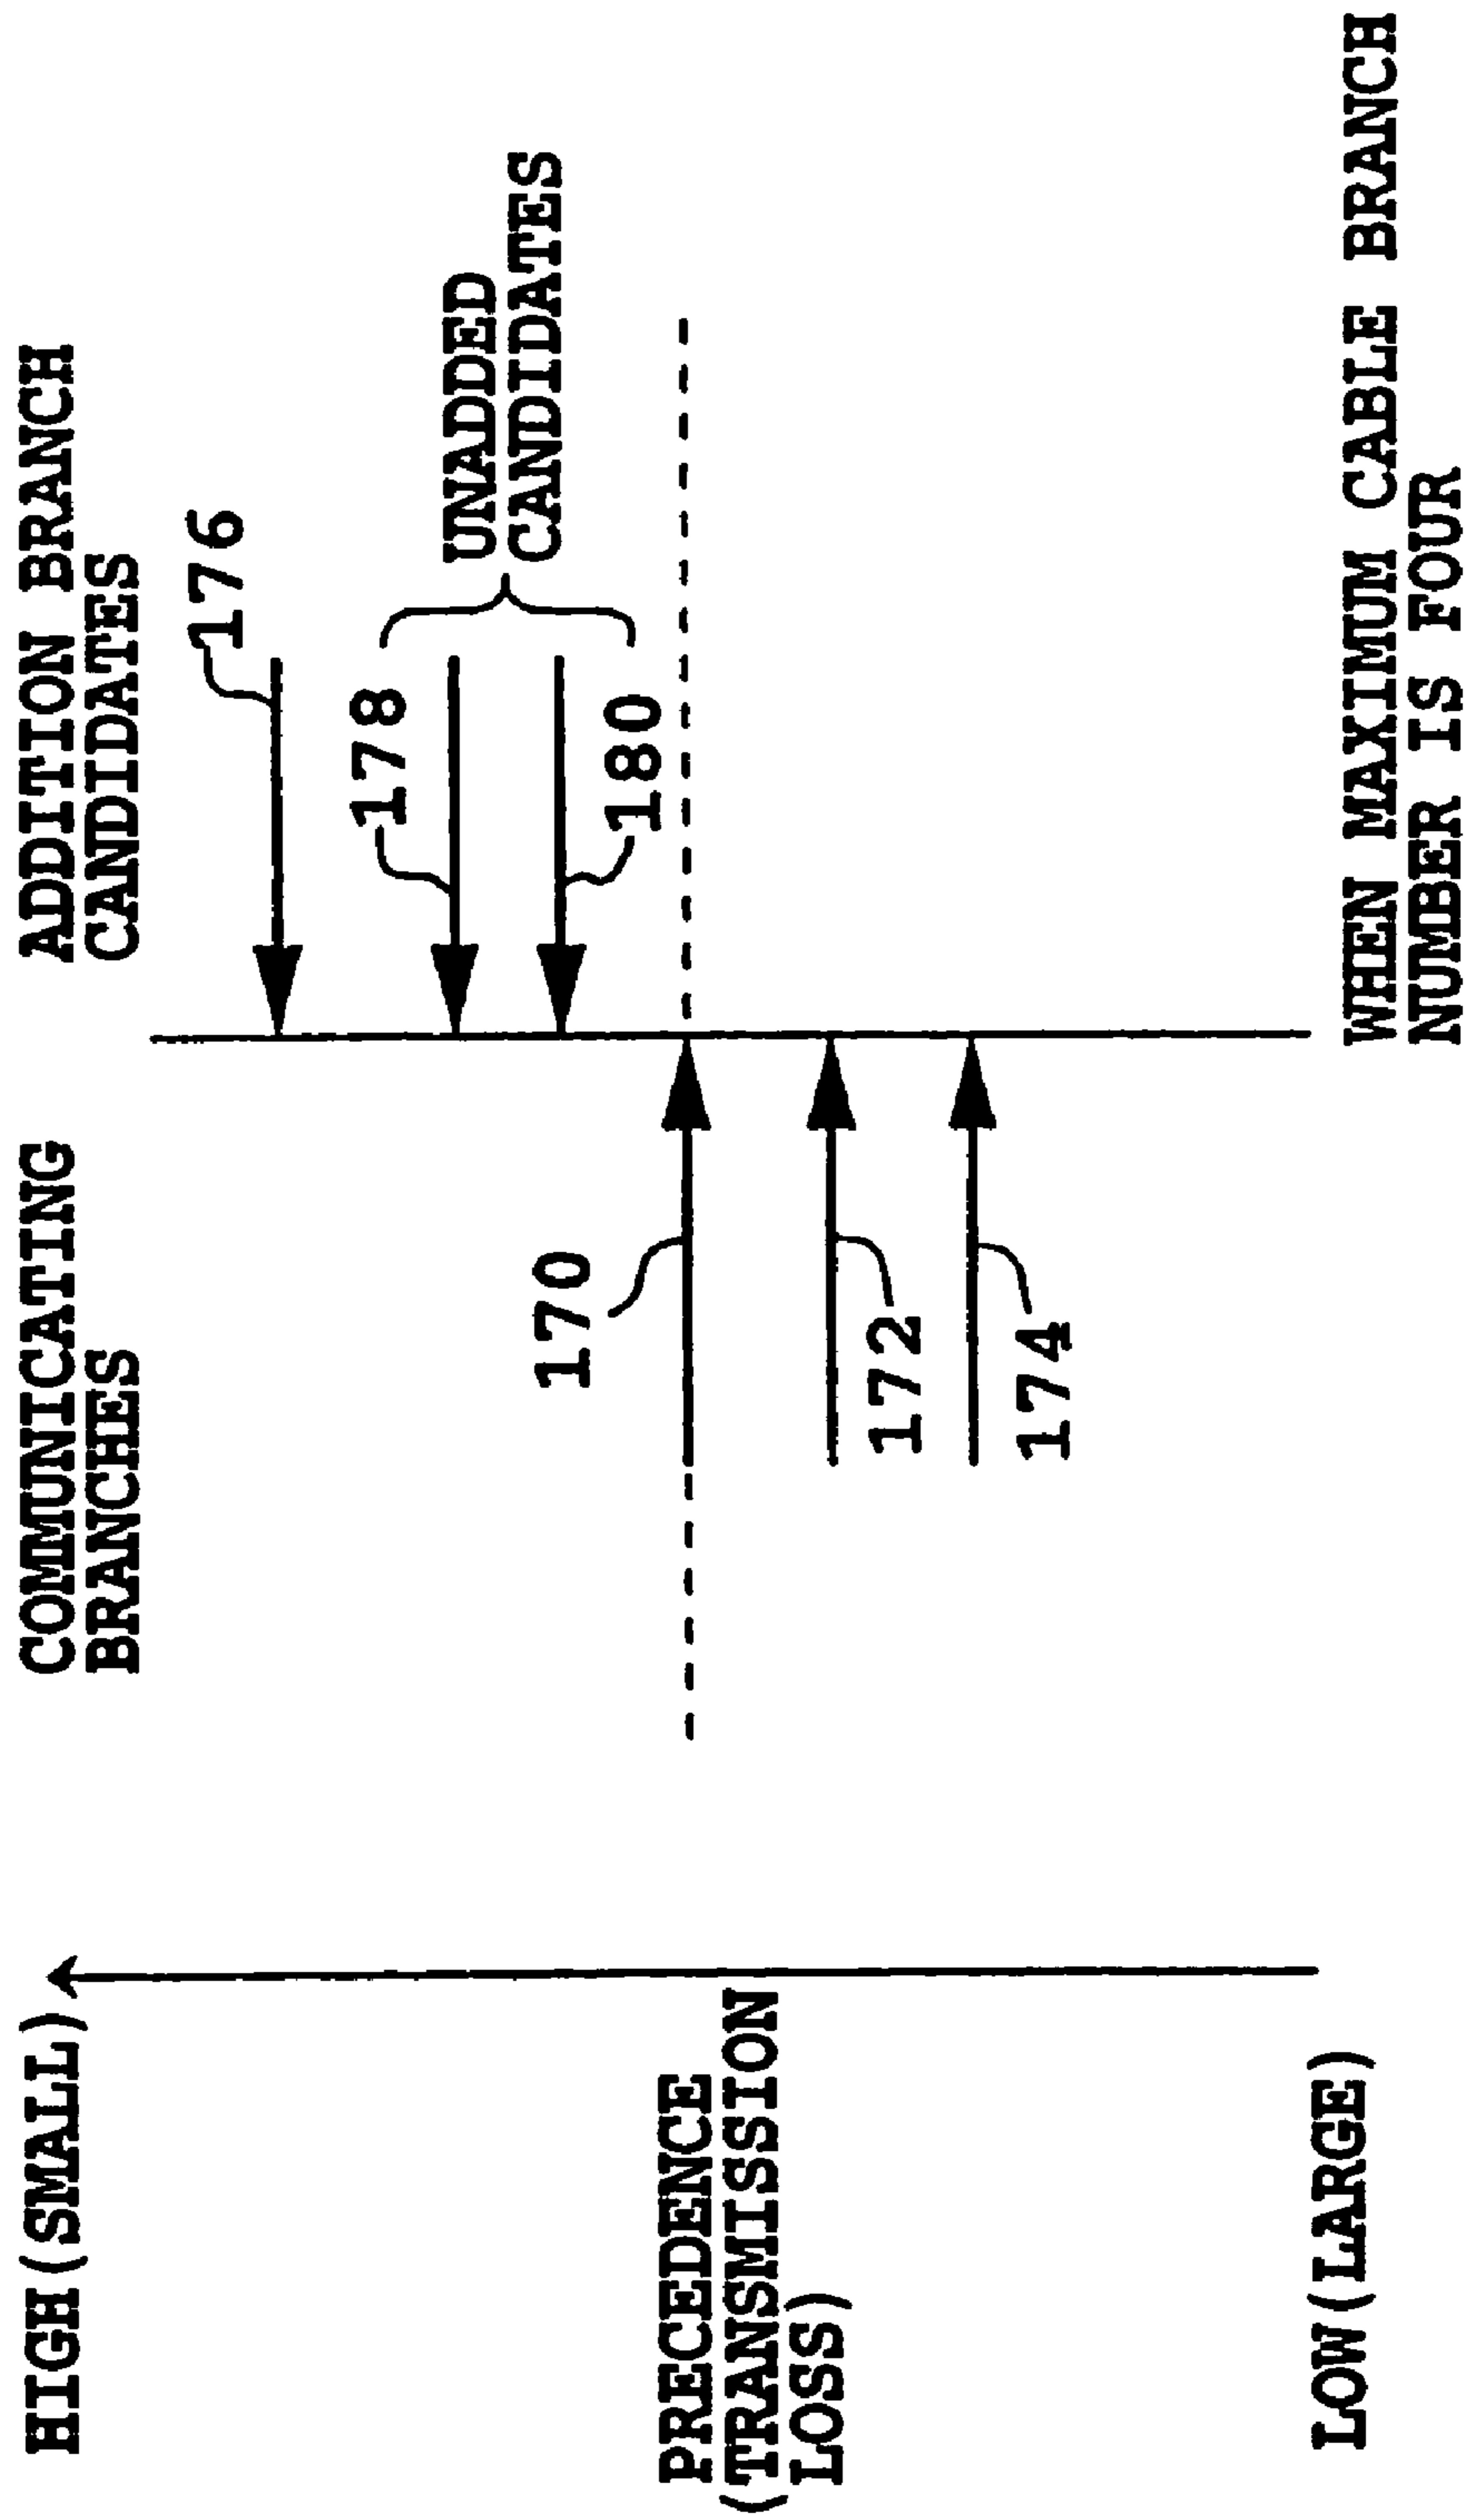 HIGH(SMALL)
COMMUNICATING
BRANCHES
ADDITION BRANCH
CANDIDATES
176
178
UNADDED
CANDIDATES
170
180
PRECEDENCE
(TRANSMISSION
LOSS)
172
174
LOW(LARGE)
WHEN MAXIMUM CABLE BRANCH
NUMBER IS FOUR